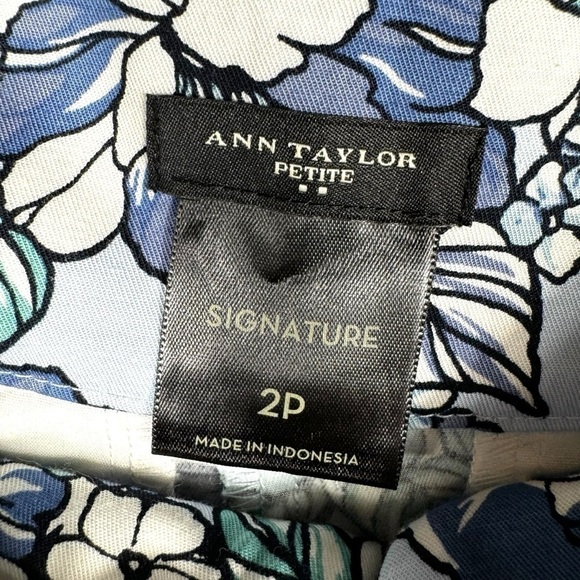 ANN TAYLOR
PETITE
SIGNATURE
2P
MADE IN INDONESIA